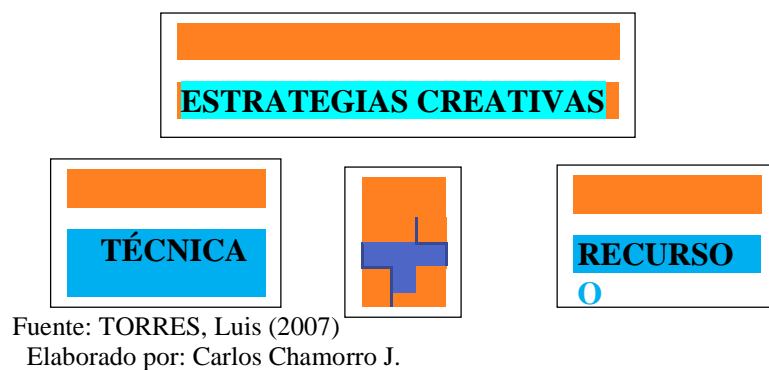 ESTRATEGIAS CREATIVAS
TÉCNICA
RECURSO
O
Fuente: TORRES, Luis (2007)
Elaborado por: Carlos Chamorro J.